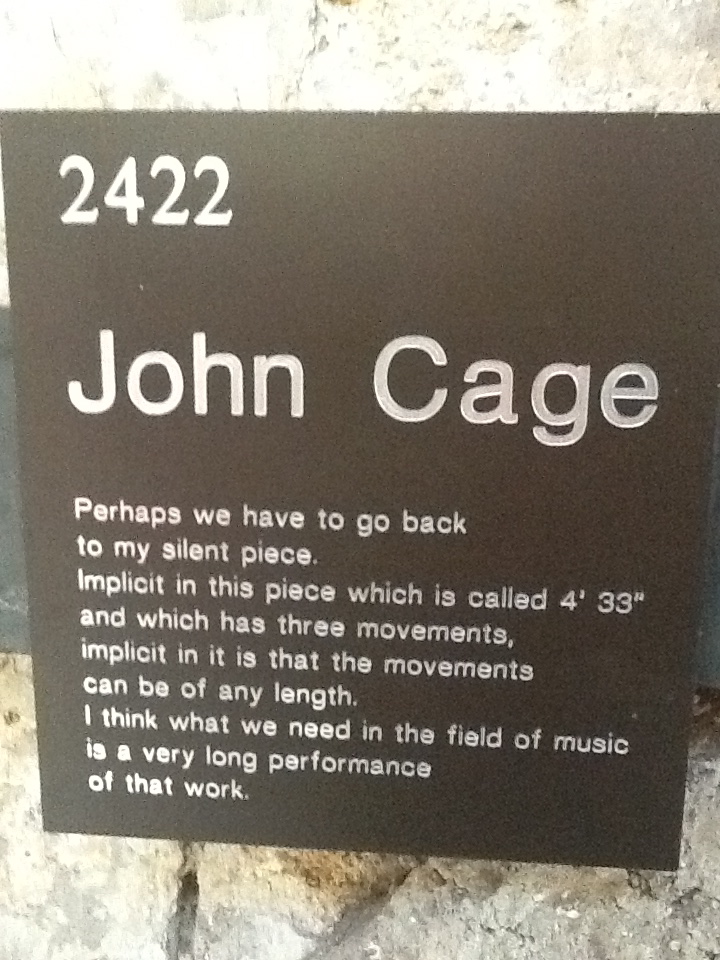 2422
John Cage
Perhaps we have to go back
to my silent piece.
Implicit in this piece which is called 4' 33"
and which has three movements,
implicit in it is that the movements
can be of any length.
I think what we need in the field of music
is a very long performance
of that work.